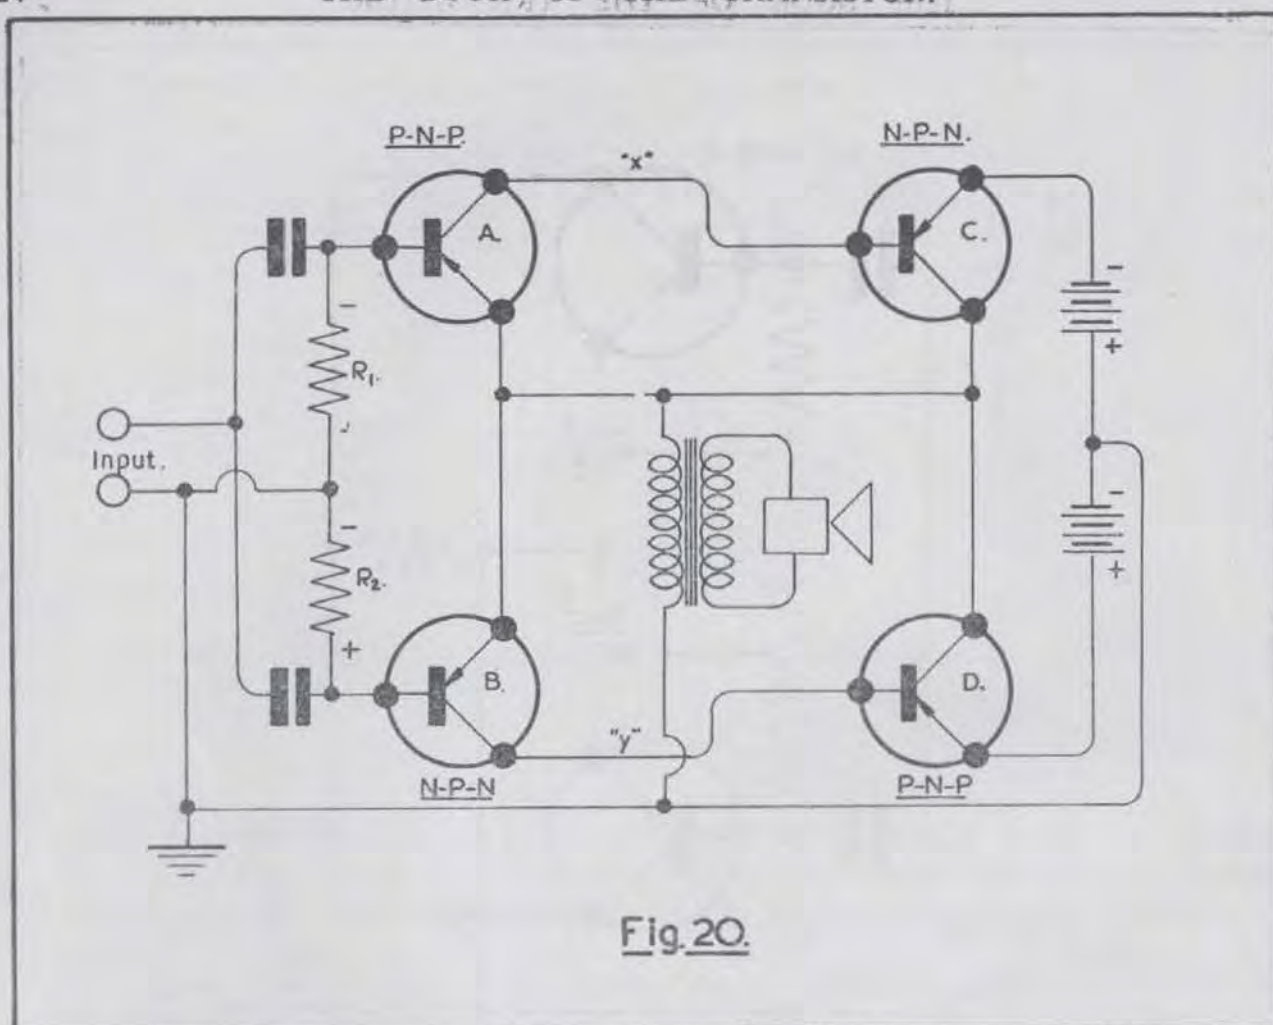 P-N-P.
N-P-N.
"x"
A.
C.
-
+
-
R1.
Input.
-
+
-
R2.
+
B.
D.
"y"
N-P-N
P-N-P
Fig. 20.